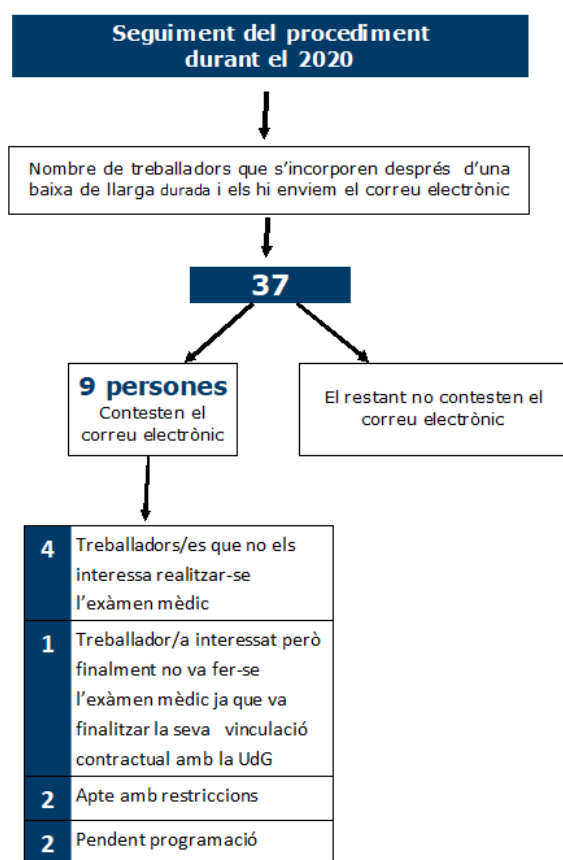 Seguiment del procediment
durant el 2020
Nombre de treballadors que s'incorporen després d'una
baixa de llarga durada i els hi enviem el correu electrònic
37
9 persones
Contesten el
correu electrònic
El restant no contesten el
correu electrònic
4 Treballadors/es que no els
interessa realitzar-se
l'exàmen mèdic
1 Treballador/a interessat però
finalment no va fer-se
l'exàmen mèdic ja que va
finalitzar la seva vinculació
contractual amb la UdG
2 Apte amb restriccions
2 Pendent programació